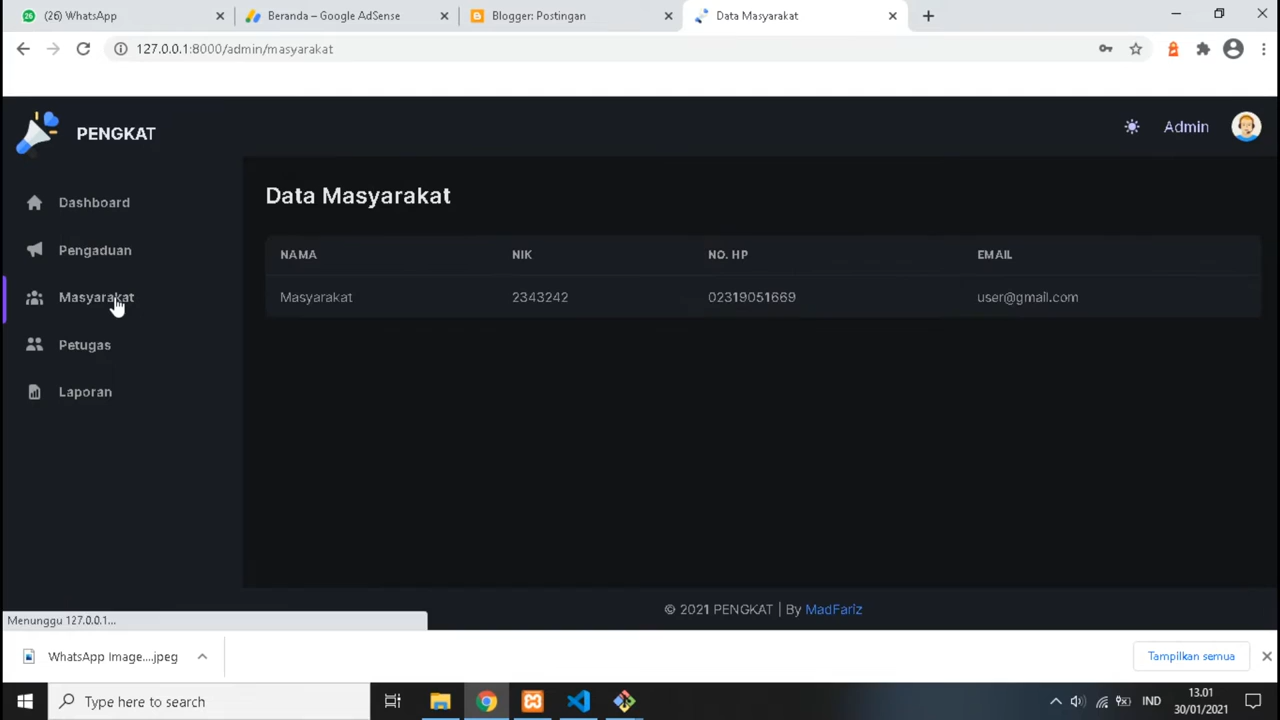 (26) WhatsApp
Beranda – Google AdSense
Blogger: Postingan
Data Masyarakat
127.0.0.1:8000/admin/masyarakat
PENGKAT
Admin
Dashboard
Pengaduan
Masyarakat
Petugas
Laporan
Data Masyarakat
NAMA NIK NO. HP EMAIL
Masyarakat 2343242 02319051669 user@gmail.com
© 2021 PENGKAT | By MadFariz
Menunggu 127.0.0.1...
WhatsApp Image....jpeg
Tampilkan semua
Type here to search
IND
13.01
30/01/2021